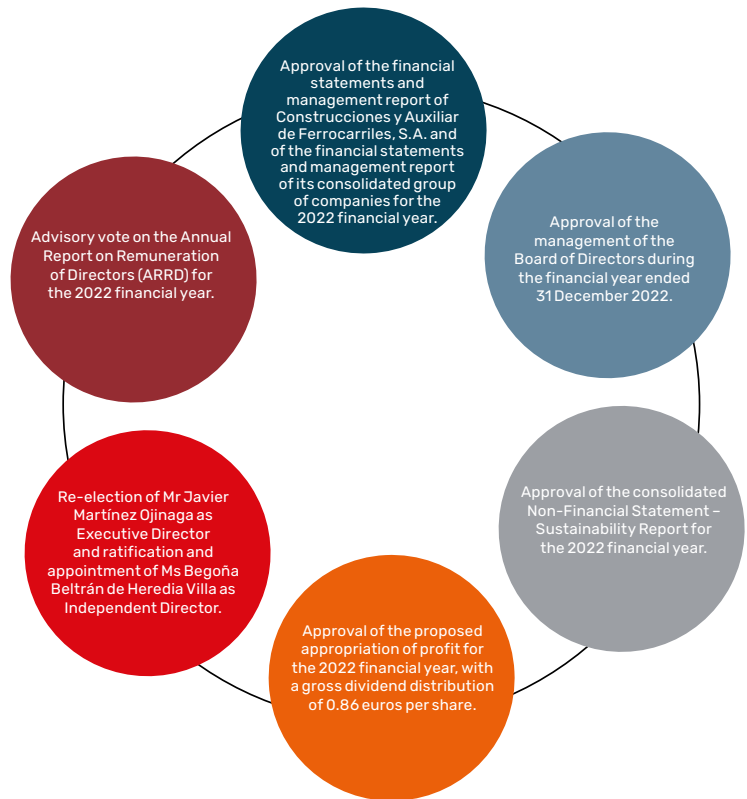 Approval of the financial
statements and
management report of
Construcciones y Auxiliar
de Ferrocarriles, S.A. and
of the financial statements
and management report
of its consolidated group
of companies for the
2022 financial year.
Approval of the
management of the
Board of Directors during
the financial year ended
31 December 2022.
Approval of the consolidated
Non-Financial Statement –
Sustainability Report for
the 2022 financial year.
Approval of the proposed
appropriation of profit for
the 2022 financial year, with
a gross dividend distribution
of 0.86 euros per share.
Re-election of Mr Javier
Martínez Ojinaga as
Executive Director
and ratification and
appointment of Ms Begoña
Beltrán de Heredia Villa as
Independent Director.
Advisory vote on the Annual
Report on Remuneration
of Directors (ARRD) for
the 2022 financial year.